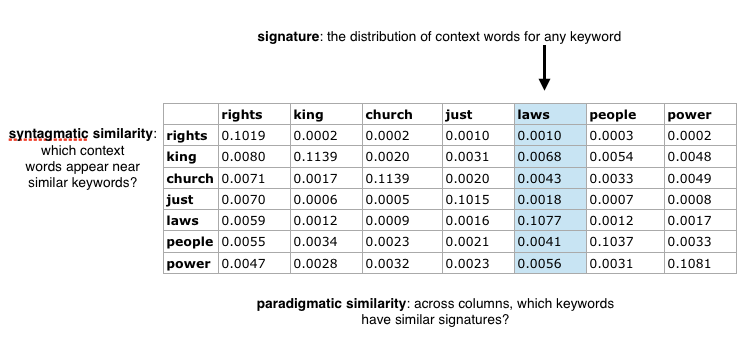 signature: the distribution of context words for any keyword
rights king church just laws people power
syntagmatic similarity:
which context
words appear near
similar keywords?
rights 0.1019 0.0002 0.0002 0.0010 0.0010 0.0003 0.0002
king 0.0080 0.1139 0.0020 0.0031 0.0068 0.0054 0.0048
church 0.0071 0.0017 0.1139 0.0020 0.0043 0.0033 0.0049
just 0.0070 0.0006 0.0005 0.1015 0.0018 0.0007 0.0008
laws 0.0059 0.0012 0.0009 0.0016 0.1077 0.0012 0.0017
people 0.0055 0.0034 0.0023 0.0021 0.0041 0.1037 0.0033
power 0.0047 0.0028 0.0032 0.0023 0.0056 0.0031 0.1081
paradigmatic similarity: across columns, which keywords
have similar signatures?